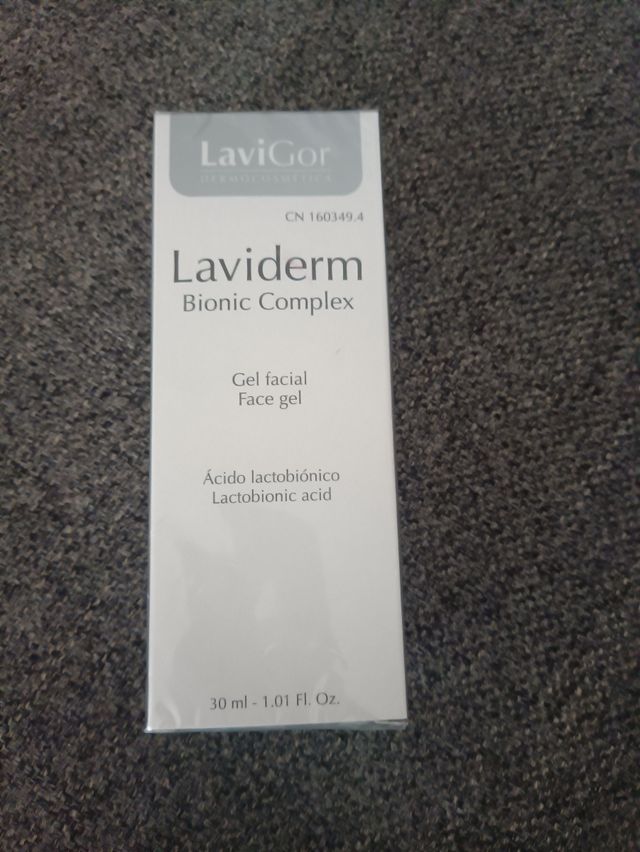 LaviGor
DERMOCOSMÉTICA
CN 160349.4
Laviderm
Bionic Complex
Gel facial
Face gel
Ácido lactobiónico
Lactobionic acid
30 ml - 1.01 Fl. Oz.